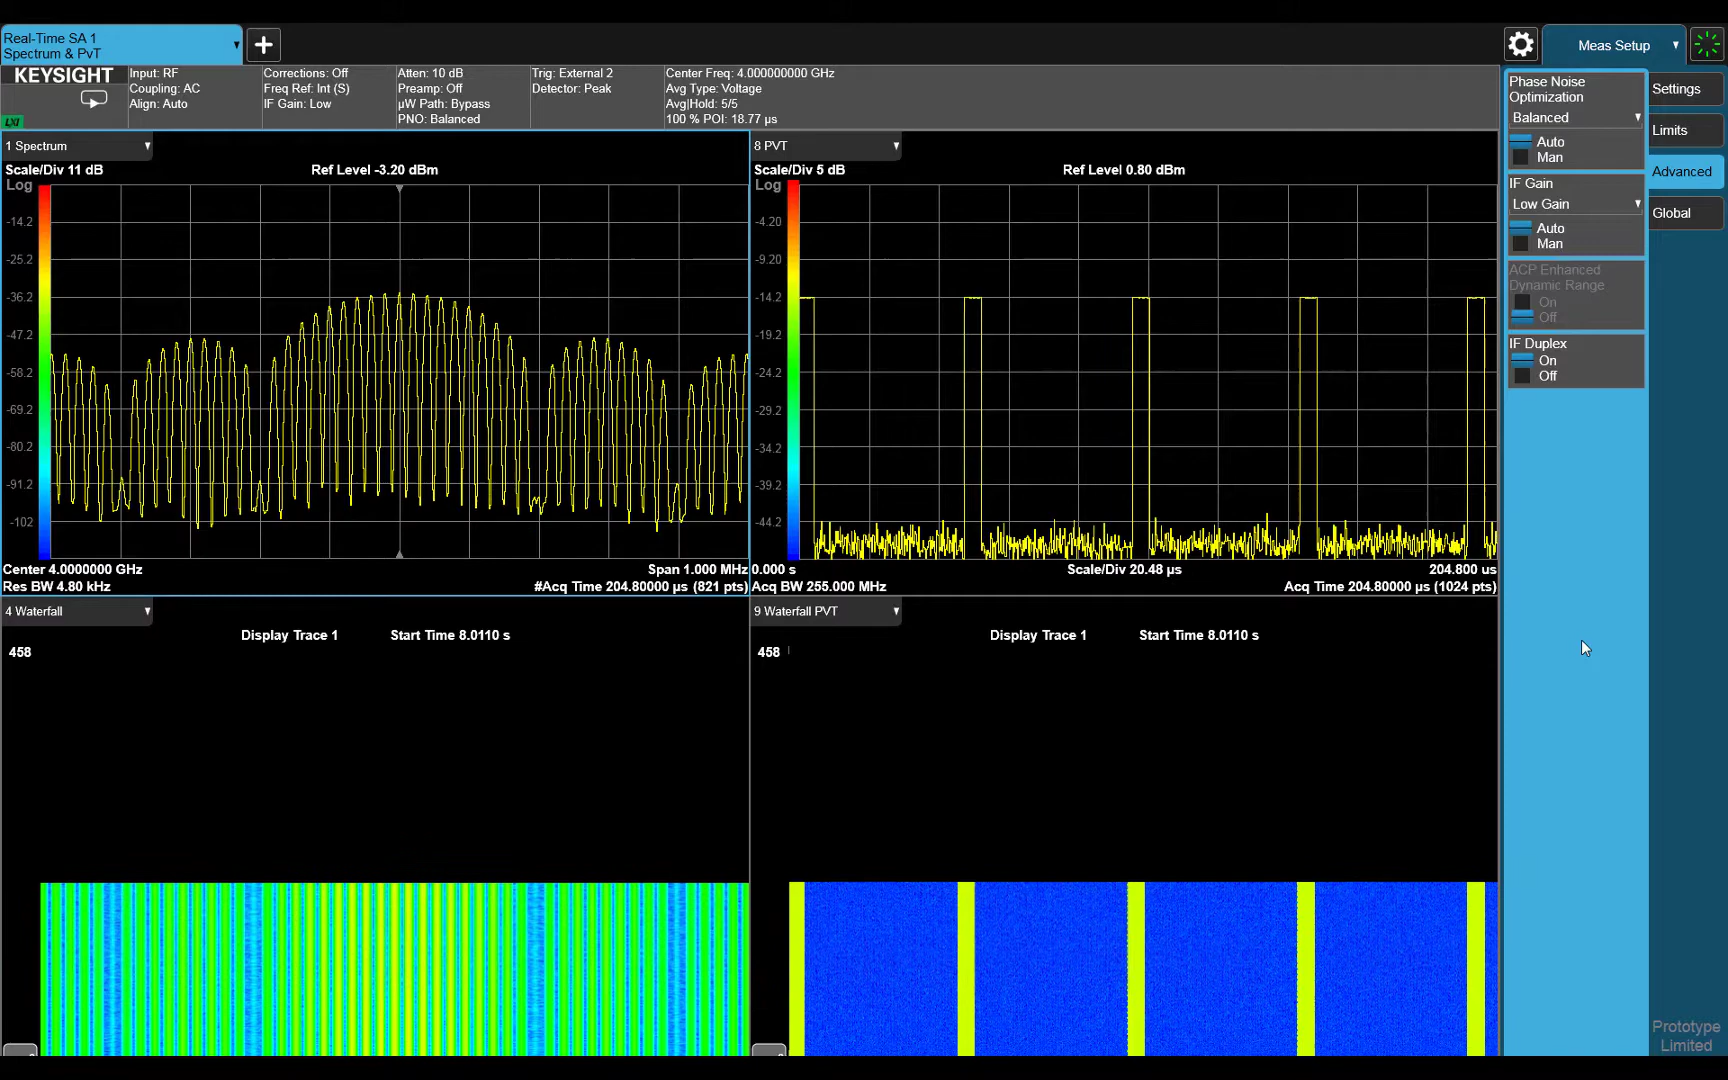 Real-Time SA 1
Spectrum & PvT
Meas Setup
KEYSIGHT
LXI
Input: RF
Coupling: AC
Align: Auto
Corrections: Off
Freq Ref: Int (S)
IF Gain: Low
Atten: 10 dB
Preamp: Off
µW Path: Bypass
PNO: Balanced
Trig: External 2
Detector: Peak
Center Freq: 4.000000000 GHz
Avg Type: Voltage
Avg|Hold: 5/5
100 % POI: 18.77 µs
1 Spectrum
Scale/Div 11 dB
Ref Level -3.20 dBm
Log
-14.2
-25.2
-36.2
-47.2
-58.2
-69.2
-80.2
-91.2
-102
Center 4.0000000 GHz
Span 1.000 MHz
Res BW 4.80 kHz
#Acq Time 204.80000 µs (821 pts)
8 PVT
Scale/Div 5 dB
Ref Level 0.80 dBm
Log
-4.20
-9.20
-14.2
-19.2
-24.2
-29.2
-34.2
-39.2
-44.2
0.000 s
Scale/Div 20.48 µs
204.800 us
Acq BW 255.000 MHz
Acq Time 204.80000 µs (1024 pts)
4 Waterfall
Display Trace 1
Start Time 8.0110 s
458
9 Waterfall PVT
Display Trace 1
Start Time 8.0110 s
458
Phase Noise
Optimization
Balanced
Auto
Man
IF Gain
Low Gain
Auto
Man
ACP Enhanced
Dynamic Range
On
Off
IF Duplex
On
Off
Settings
Limits
Advanced
Global
Prototype
Limited